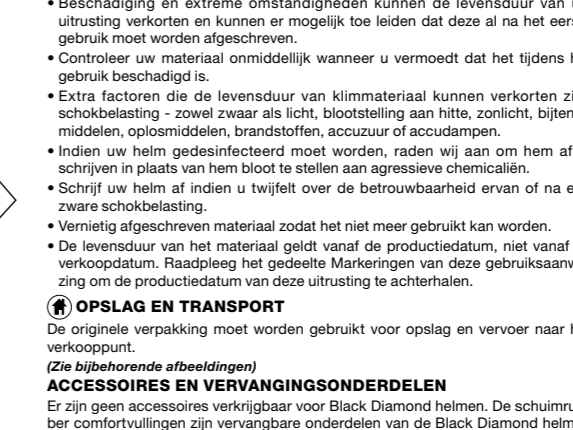 • Beschadiging en extreme omstandigheden kunnen de levensduur van
uitrusting verkorten en kunnen er mogelijk toe leiden dat deze al na het eers
gebruik moet worden afgeschreven.
• Controleer uw materiaal onmiddellijk wanneer u vermoedt dat het tijdens h
gebruik beschadigd is.
• Extra factoren die de levensduur van klimmateriaal kunnen verkorten zi
schokbelasting - zowel zwaar als licht, blootstelling aan hitte, zonlicht, bijten
middelen, oplosmiddelen, brandstoffen, accuzuur of accudampen.
• Indien uw helm gedesinfecteerd moet worden, raden wij aan om hem af
schrijven in plaats van hem bloot te stellen aan agressieve chemicaliën.
• Schrijf uw helm af indien u twijfelt over de betrouwbaarheid ervan of na e
zware schokbelasting.
• Vernietig afgeschreven materiaal zodat het niet meer gebruikt kan worden.
• De levensduur van het materiaal geldt vanaf de productiedatum, niet vanaf
verkoopdatum. Raadpleeg het gedeelte Markeringen van deze gebruiksaanw
zing om de productiedatum van deze uitrusting te achterhalen.
OPSLAG EN TRANSPORT
De originele verpakking moet worden gebruikt voor opslag en vervoer naar h
verkooppunt.
(Zie bijbehorende afbeeldingen)
ACCESSOIRES EN VERVANGINGSONDERDELEN
Er zijn geen accessoires verkrijgbaar voor Black Diamond helmen. De schuimru
ber comfortvullingen zijn vervangbare onderdelen van de Black Diamond helm